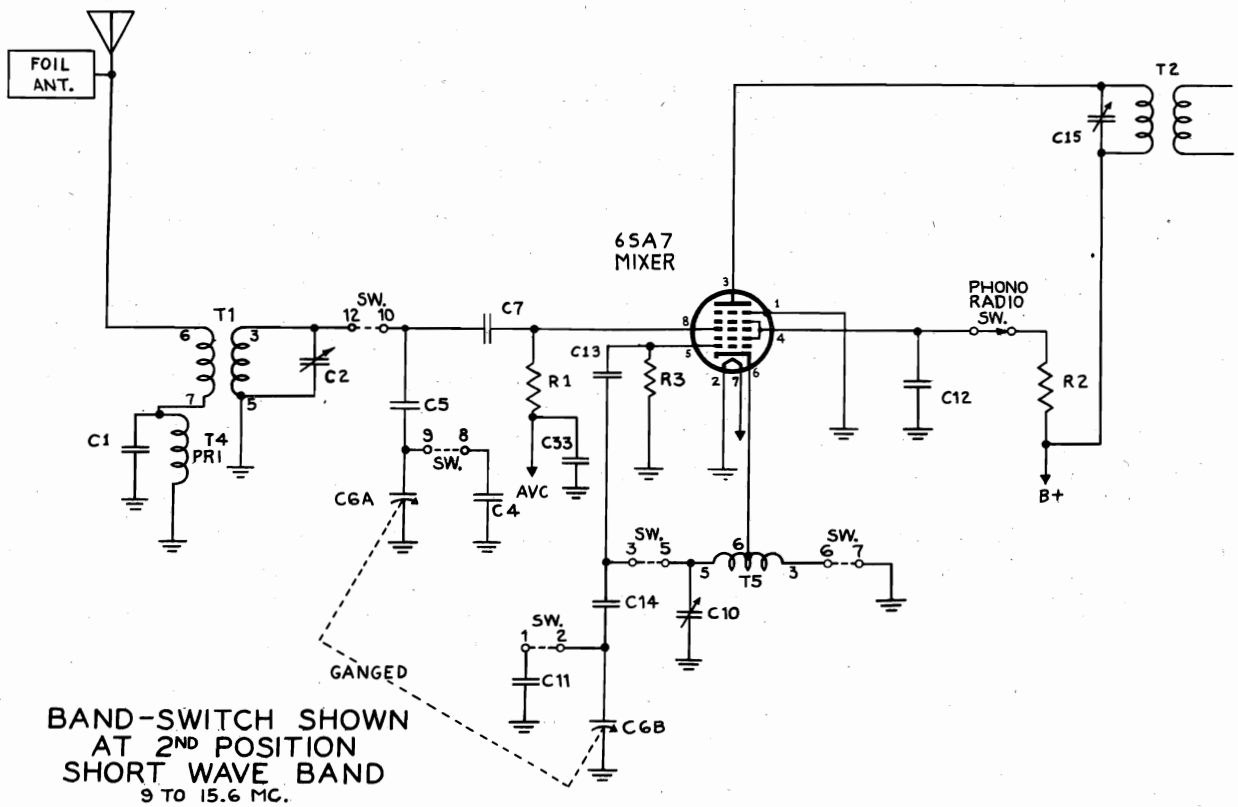 FOIL
ANT.
T2
C15
6SA7
MIXER
3
1
PHONO
RADIO
SW.
T1
SW.
12 10
C7
8
4
6
3
C13
5
C2
R1
R3
2 7 6
R2
7
5
C5
C12
C1
T4
PRI
9 8
SW.
C33
AVC
B+
C6A
C4
SW.
3 5
6
SW.
6 7
5
T5
3
C14
C10
SW.
1 2
GANGED
C11
C6B
BAND-SWITCH SHOWN
AT 2ND POSITION
SHORT WAVE BAND
9 TO 15.6 MC.